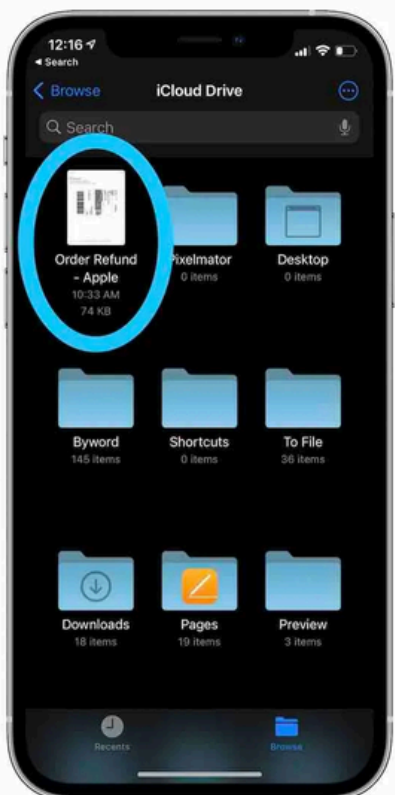 12:16
Search
Browse
iCloud Drive
Search
Order Refund
- Apple
10:33 AM
74 KB
Pixelmator
0 items
Desktop
0 items
Byword
145 items
Shortcuts
0 items
To File
36 items
Downloads
18 items
Pages
19 items
Preview
3 items
Recents
Browse